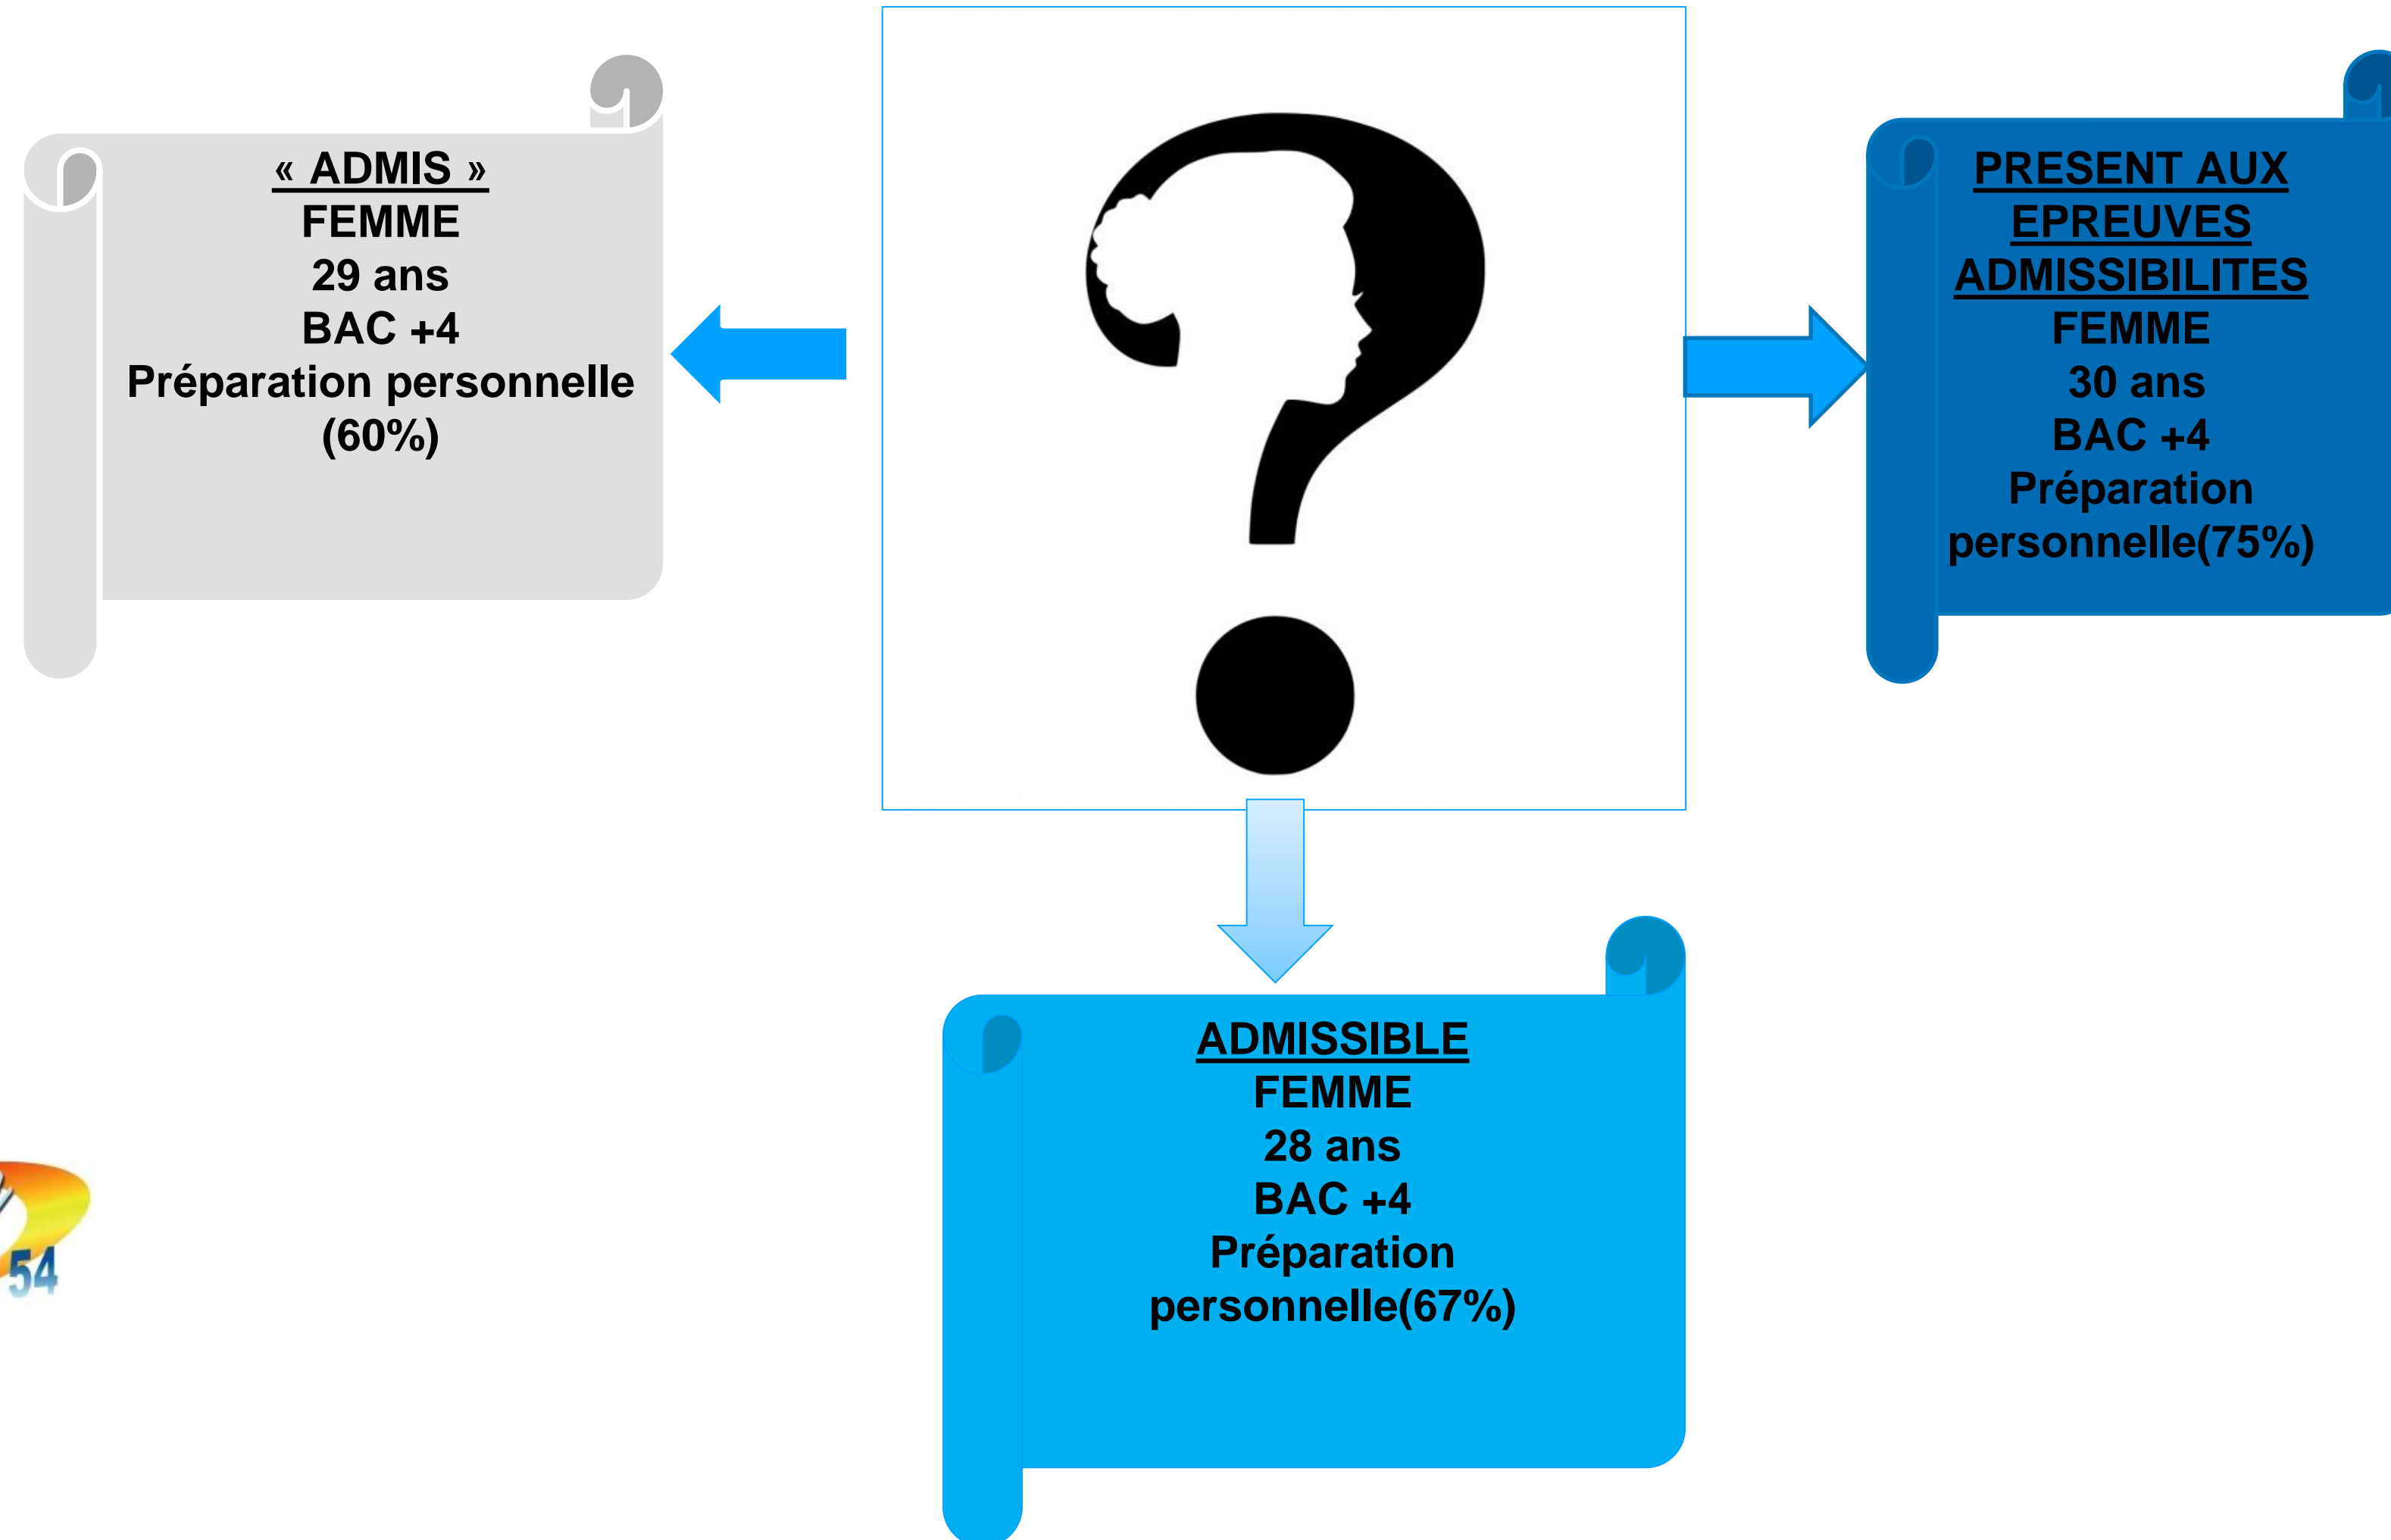 « ADMIS »
FEMME
29 ans
BAC +4
Préparation personnelle
(60%)
PRESENT AUX
EPREUVES
ADMISSIBILITES
FEMME
30 ans
BAC +4
Préparation
personnelle(75%)
ADMISSIBLE
FEMME
28 ans
BAC +4
Préparation
personnelle(67%)
54